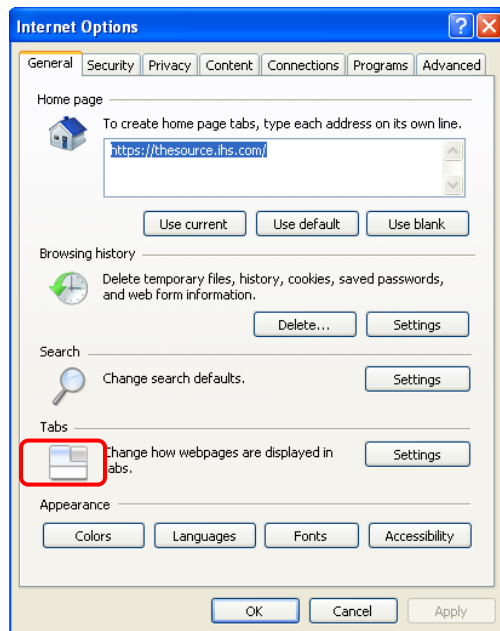 Internet Options
General Security Privacy Content Connections Programs Advanced
Home page
To create home page tabs, type each address on its own line.
https://thesource.ihs.com/
Use current Use default Use blank
Browsing history
Delete temporary files, history, cookies, saved passwords,
and web form information.
Delete... Settings
Search
Change search defaults. Settings
Tabs
Change how webpages are displayed in
tabs.
Settings
Appearance
Colors Languages Fonts Accessibility
OK Cancel Apply